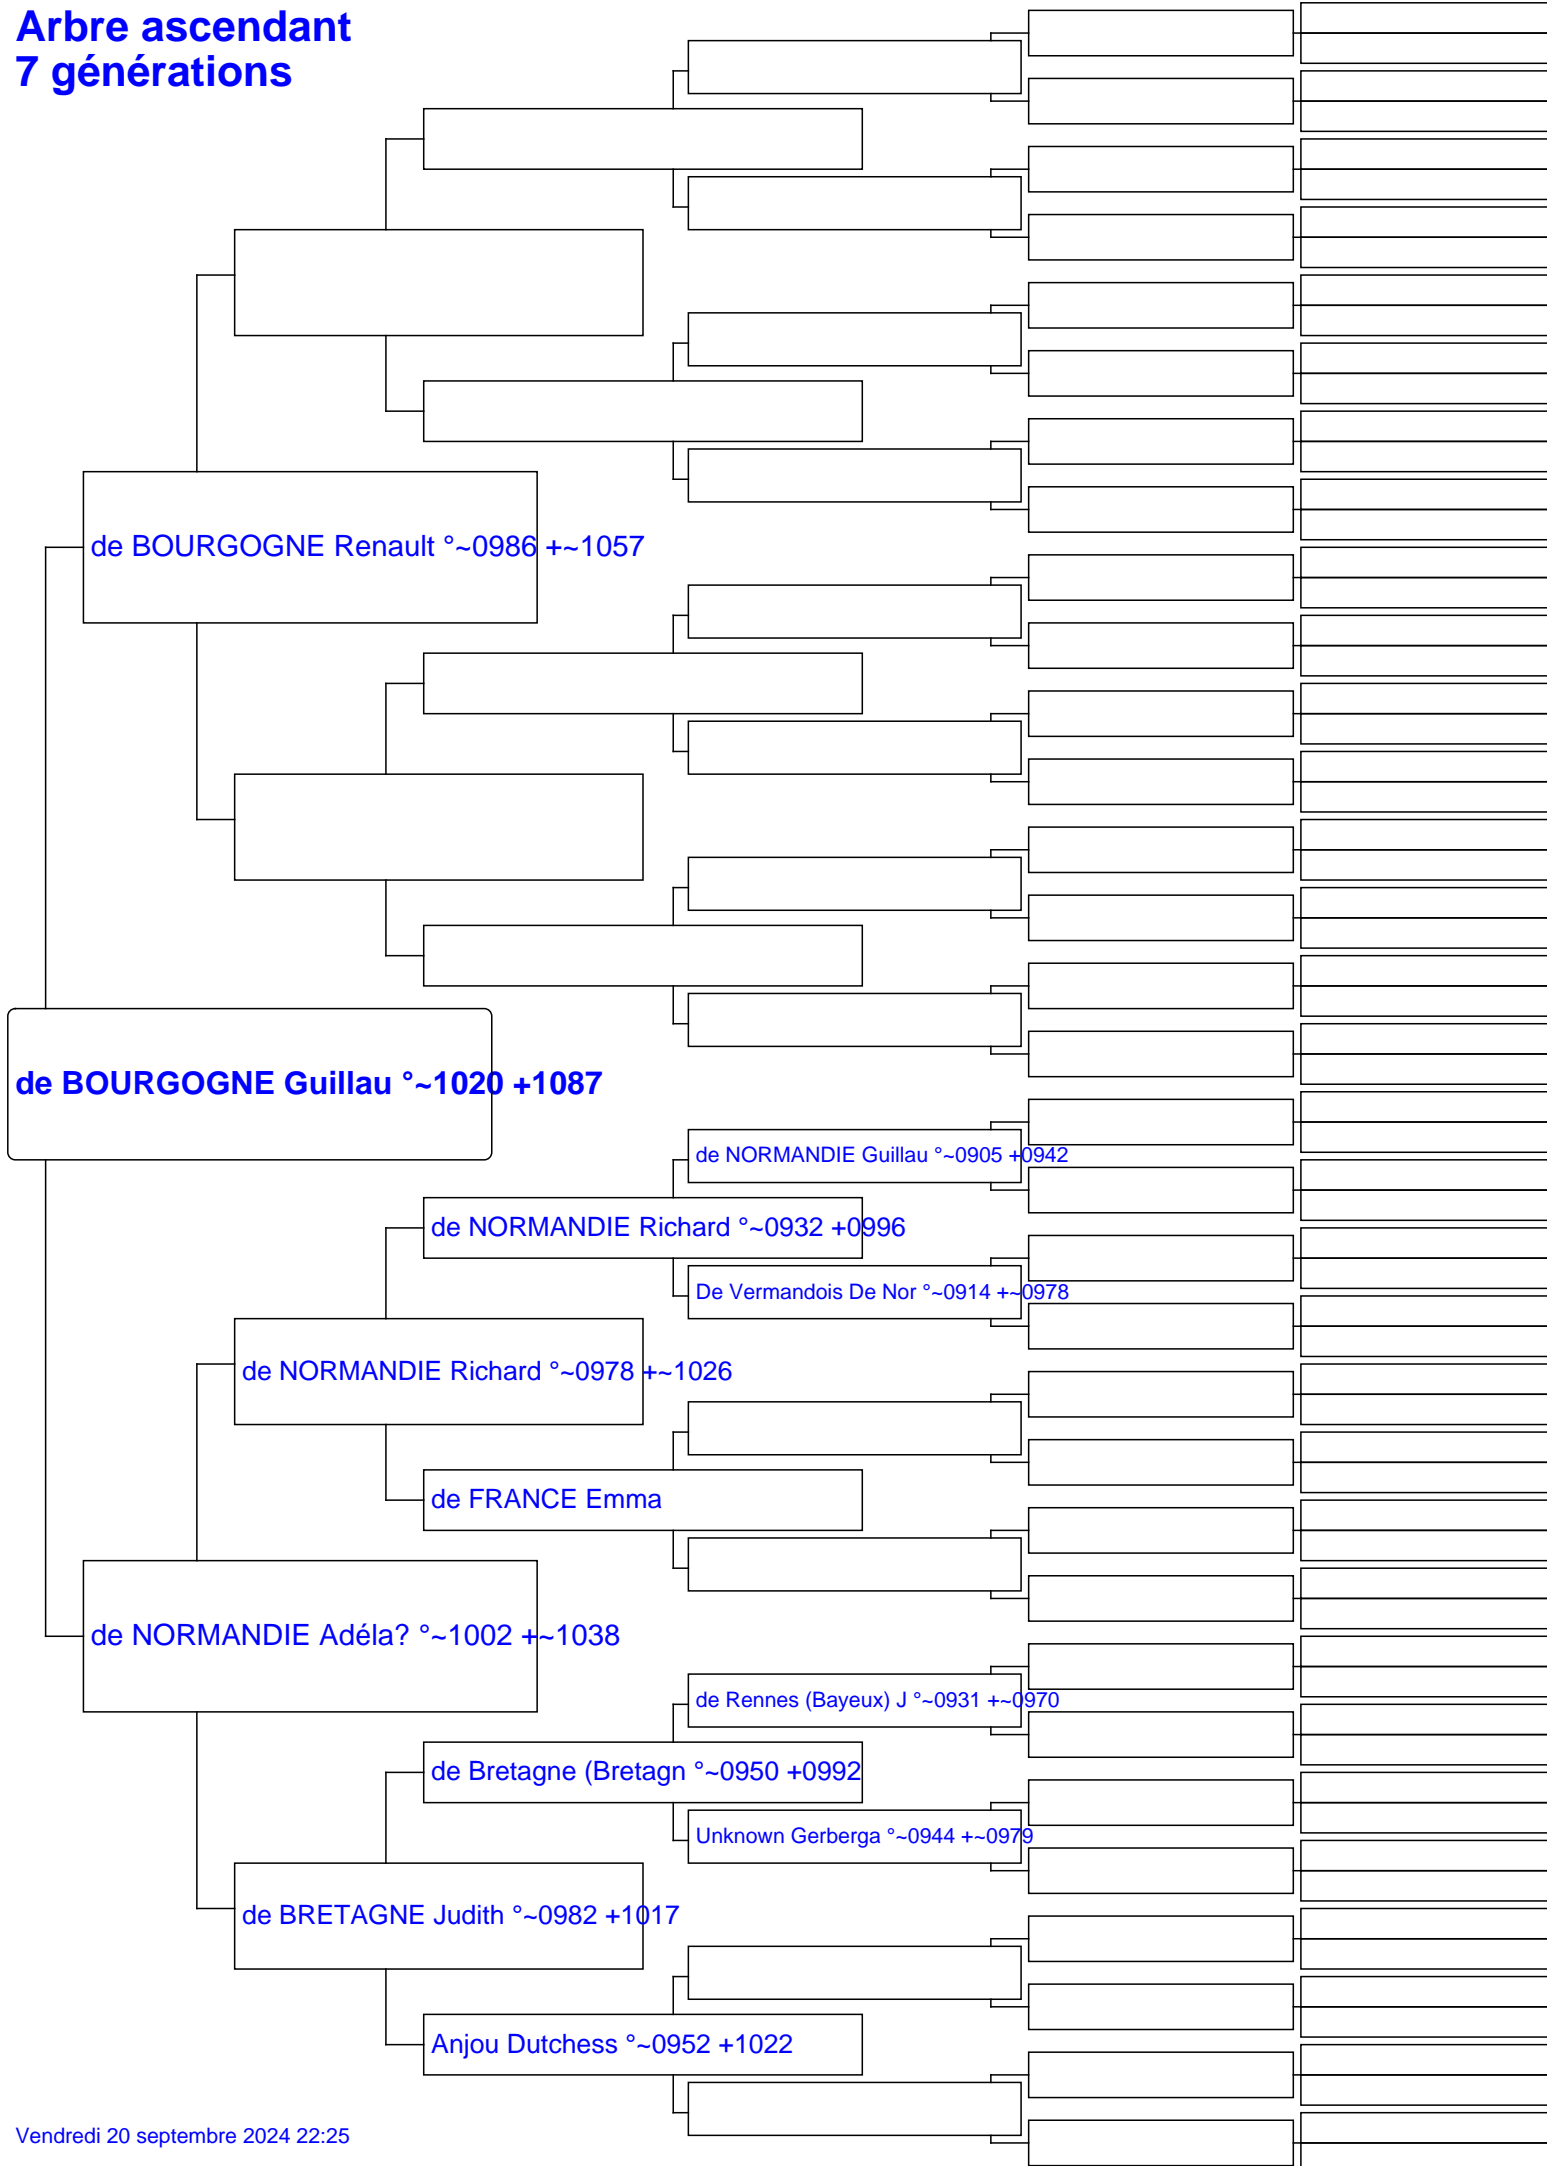 Arbre ascendant
7 générations
de BOURGOGNE Renault °~0986 +~1057
de BOURGOGNE Guillau °~1020 +1087
de NORMANDIE Guillau °~0905 +0942
de NORMANDIE Richard °~0932 +0996
De Vermandois De Nor °~0914 +~0978
de NORMANDIE Richard °~0978 +~1026
de FRANCE Emma
de NORMANDIE Adéla? °~1002 +~1038
de Rennes (Bayeux) J °~0931 +~0970
de Bretagne (Bretagn °~0950 +0992
Unknown Gerberga °~0944 +~0979
de BRETAGNE Judith °~0982 +1017
Anjou Dutchess °~0952 +1022
Vendredi 20 septembre 2024 22:25